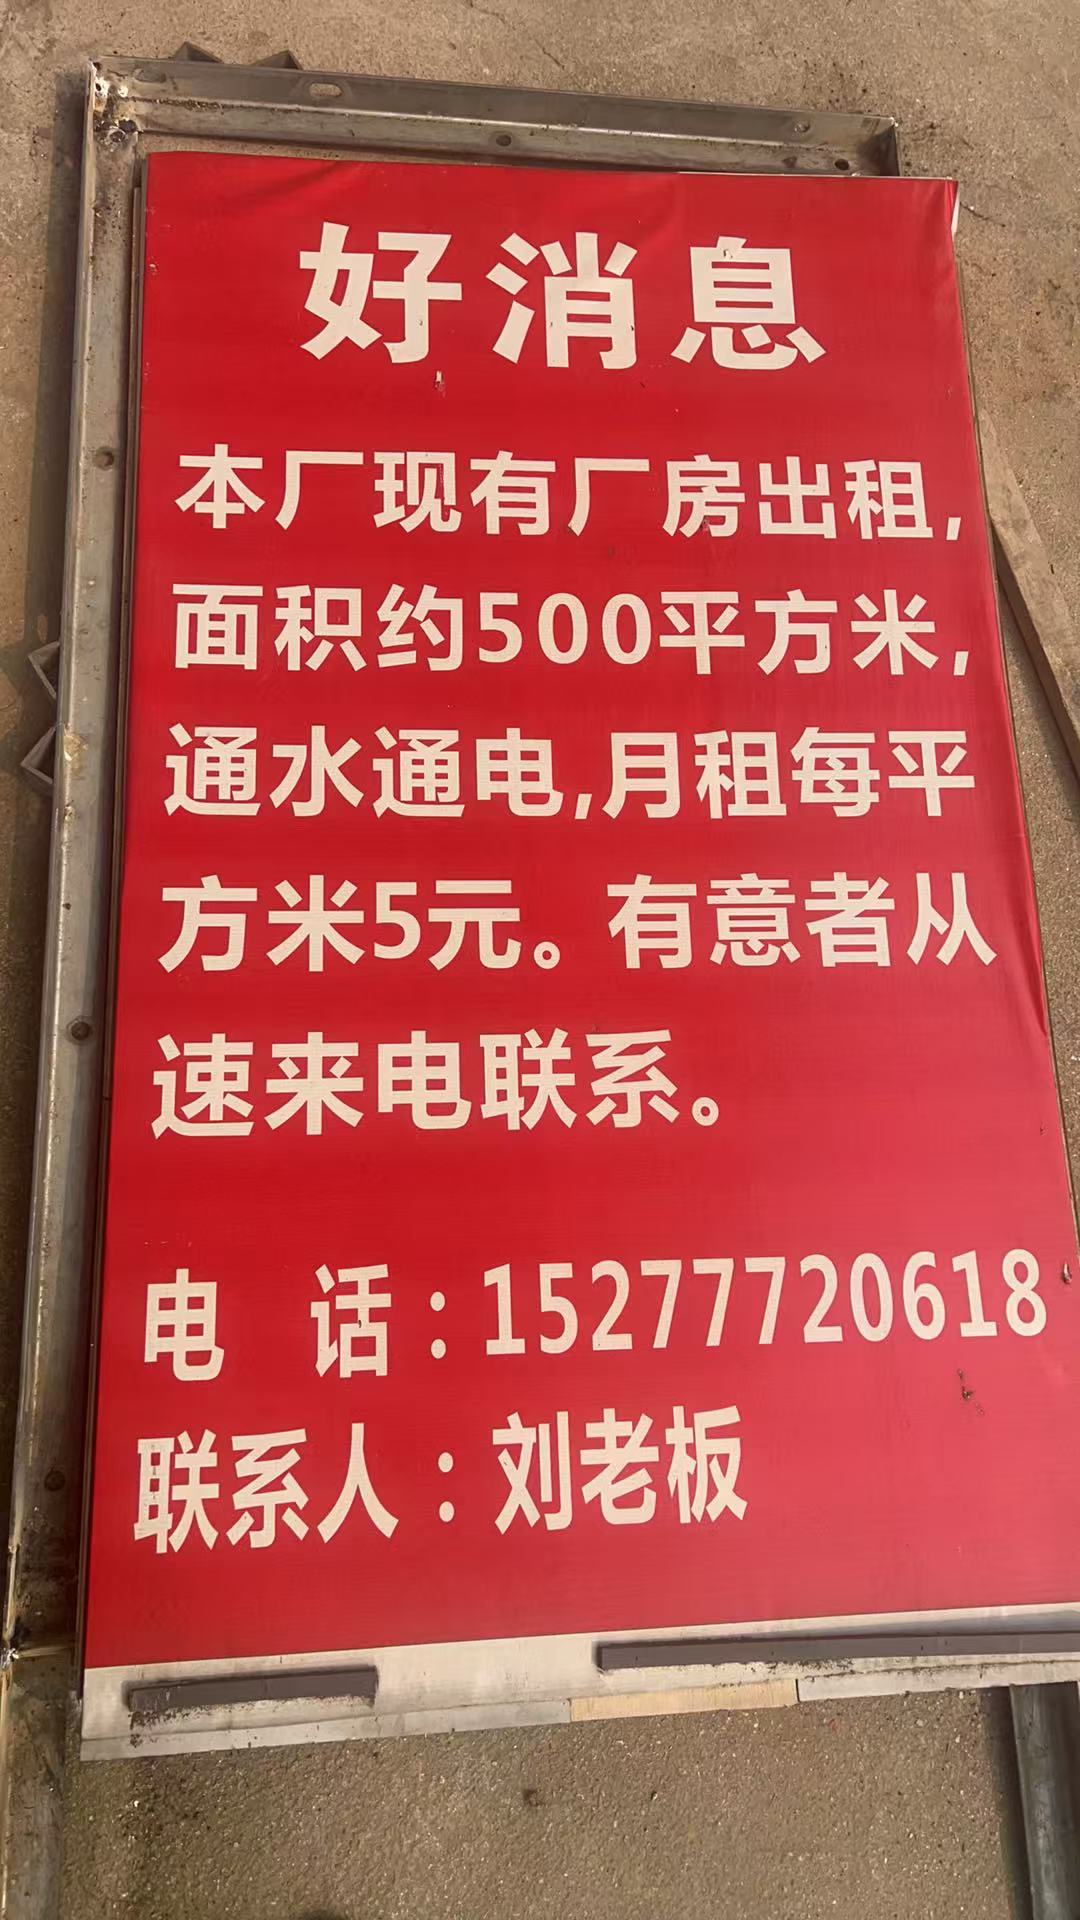 好消息
本厂现有厂房出租,
面积约500平方米,
通水通电,月租每平
方米5元。有意者从
速来电联系。
电 话:15277720618
联系人:刘老板